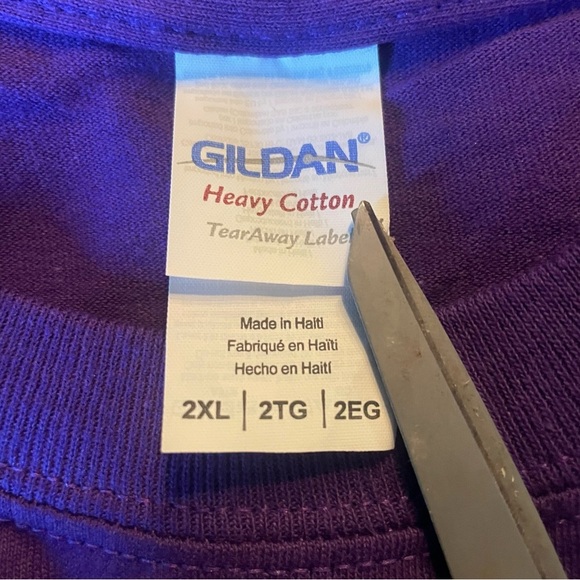 GILDAN®
Heavy Cotton
TearAway Label
Made in Haiti
Fabriqué en Haïti
Hecho en Haití
2XL | 2TG | 2EG